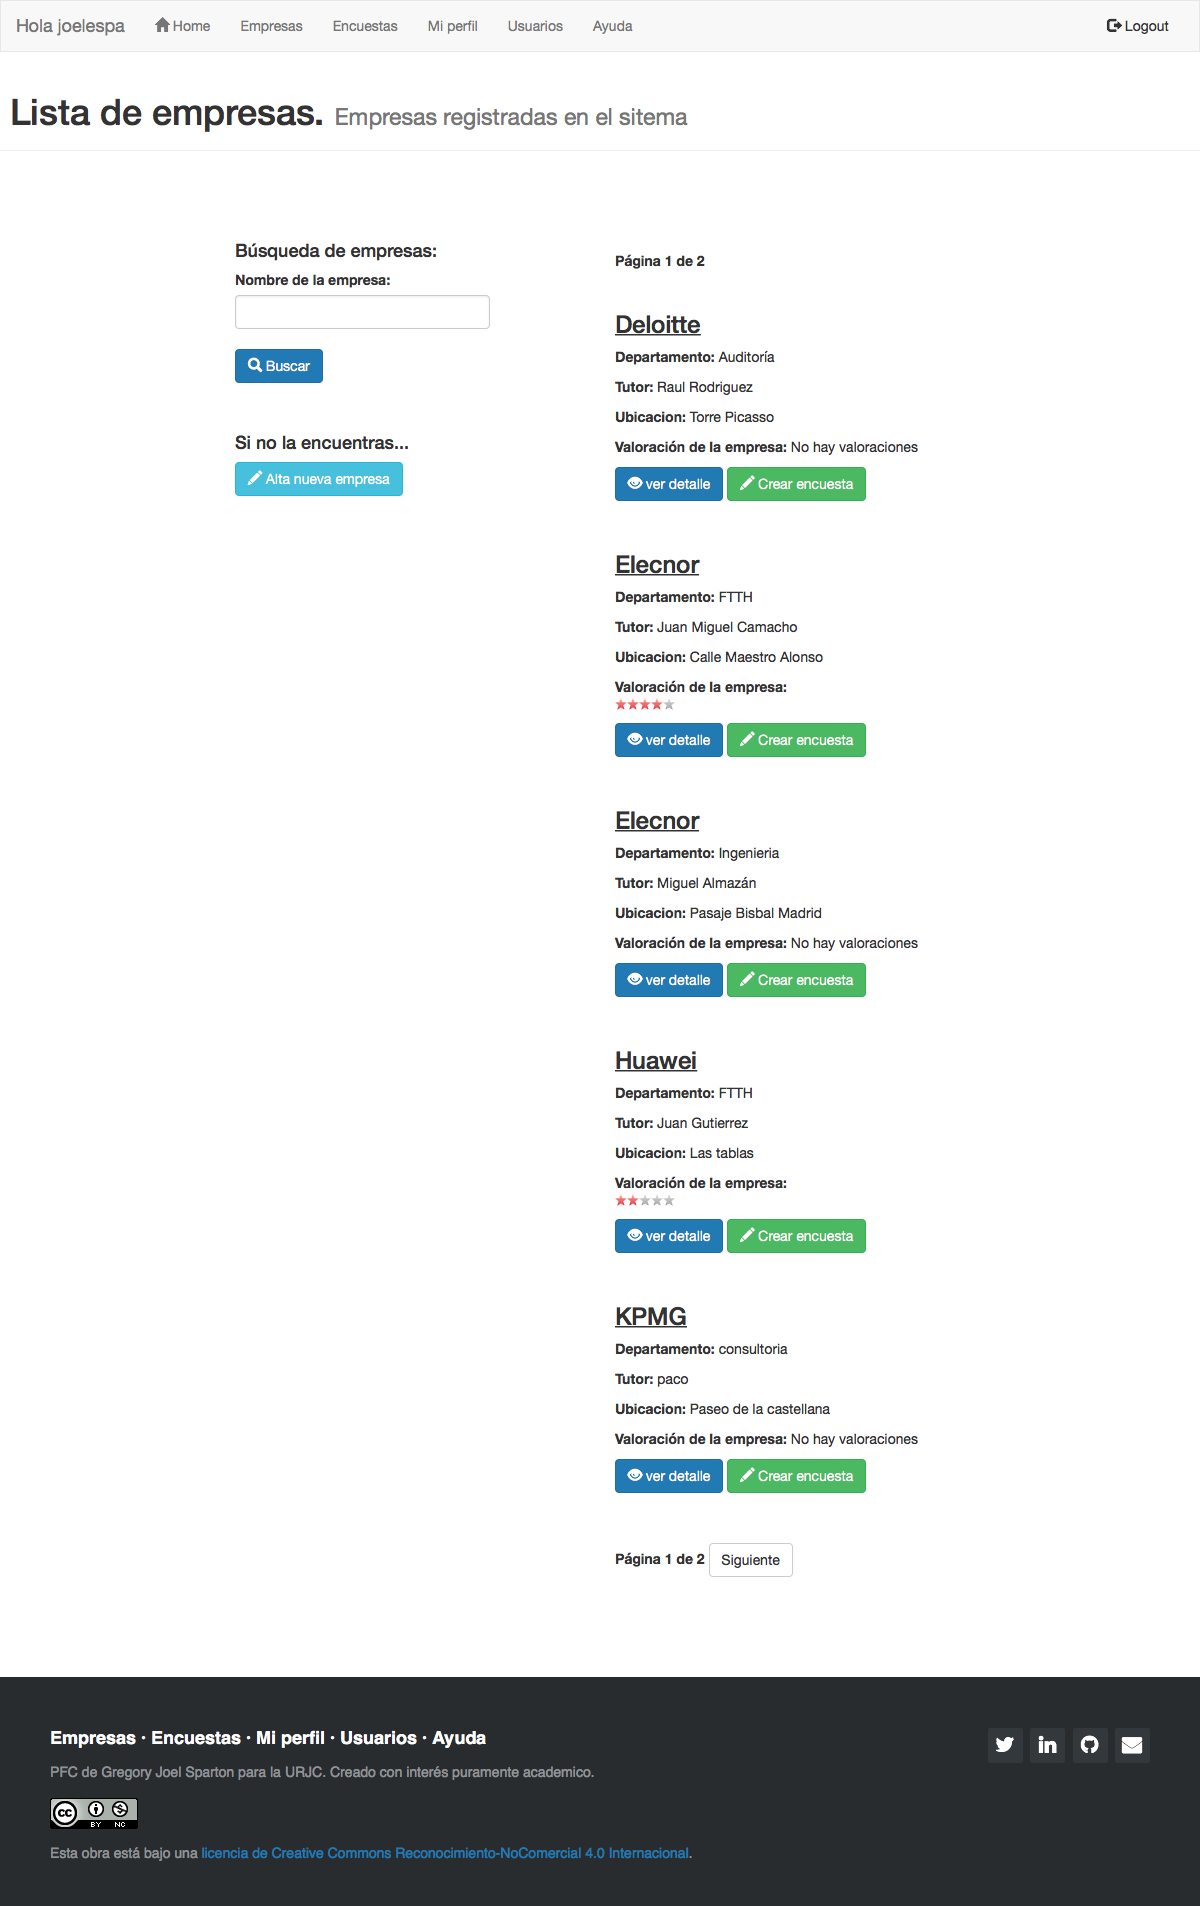 Hola joelespa Home Empresas Encuestas Mi perfil Usuarios Ayuda Logout
Lista de empresas. Empresas registradas en el sitema
Búsqueda de empresas:
Nombre de la empresa:
Buscar
Si no la encuentras...
Alta nueva empresa
Página 1 de 2
Deloitte
Departamento: Auditoría
Tutor: Raul Rodriguez
Ubicacion: Torre Picasso
Valoración de la empresa: No hay valoraciones
ver detalle Crear encuesta
Elecnor
Departamento: FTTH
Tutor: Juan Miguel Camacho
Ubicacion: Calle Maestro Alonso
Valoración de la empresa:
ver detalle Crear encuesta
Elecnor
Departamento: Ingenieria
Tutor: Miguel Almazán
Ubicacion: Pasaje Bisbal Madrid
Valoración de la empresa: No hay valoraciones
ver detalle Crear encuesta
Huawei
Departamento: FTTH
Tutor: Juan Gutierrez
Ubicacion: Las tablas
Valoración de la empresa:
ver detalle Crear encuesta
KPMG
Departamento: consultoria
Tutor: paco
Ubicacion: Paseo de la castellana
Valoración de la empresa: No hay valoraciones
ver detalle Crear encuesta
Página 1 de 2 Siguiente
Empresas · Encuestas · Mi perfil · Usuarios · Ayuda
PFC de Gregory Joel Sparton para la URJC. Creado con interés puramente academico.
cc BY NC
Esta obra está bajo una licencia de Creative Commons Reconocimiento-NoComercial 4.0 Internacional.